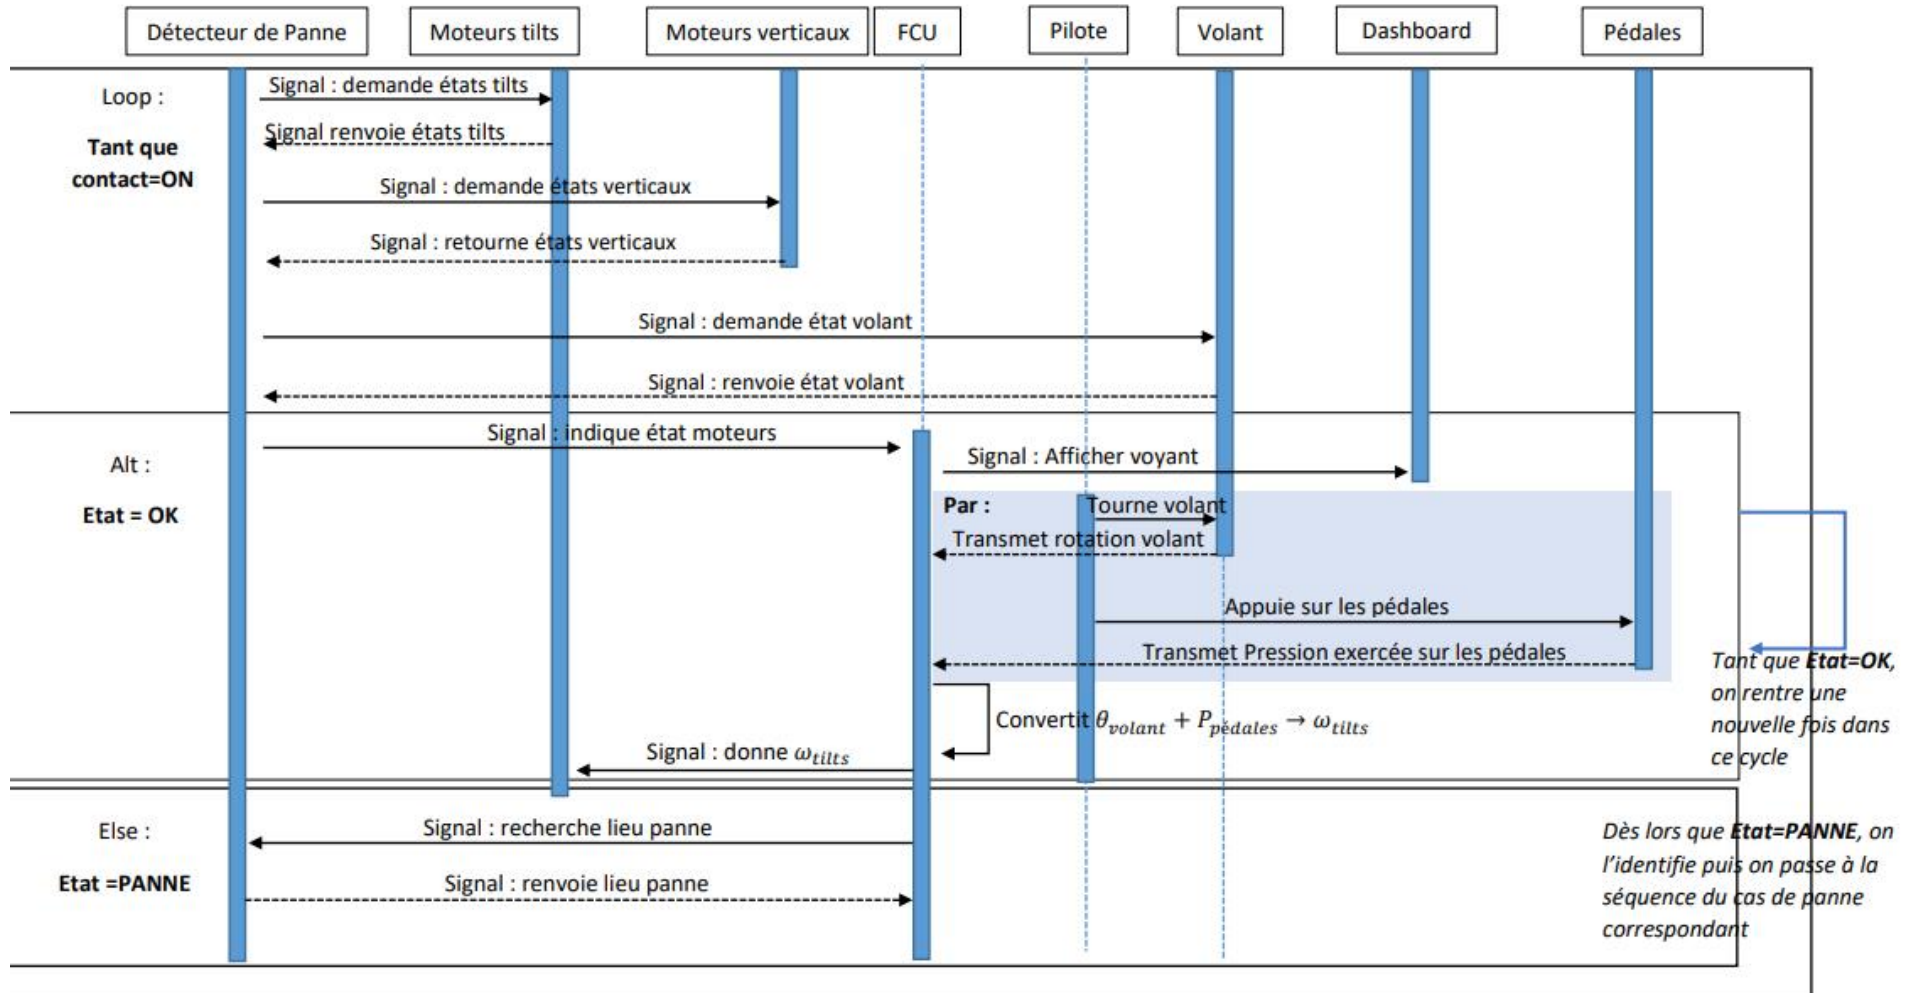 Détecteur de Panne
Moteurs tilts
Moteurs verticaux
FCU
Pilote
Volant
Dashboard
Pédales
Loop :
Tant que
contact=ON
Signal : demande états tilts
Signal renvoie états tilts
Signal : demande états verticaux
Signal : retourne états verticaux
Signal : demande état volant
Signal : renvoie état volant
Alt :
Etat = OK
Signal : indique état moteurs
Signal : Afficher voyant
Par :
Tourne volant
Transmet rotation volant
Appuie sur les pédales
Transmet Pression exercée sur les pédales
Convertit θ_volant + P_pédales → ω_tilts
Signal : donne ω_tilts
Tant que Etat=OK,
on rentre une
nouvelle fois dans
ce cycle
Else :
Etat =PANNE
Signal : recherche lieu panne
Signal : renvoie lieu panne
Dès lors que Etat=PANNE, on
l'identifie puis on passe à la
séquence du cas de panne
correspondant